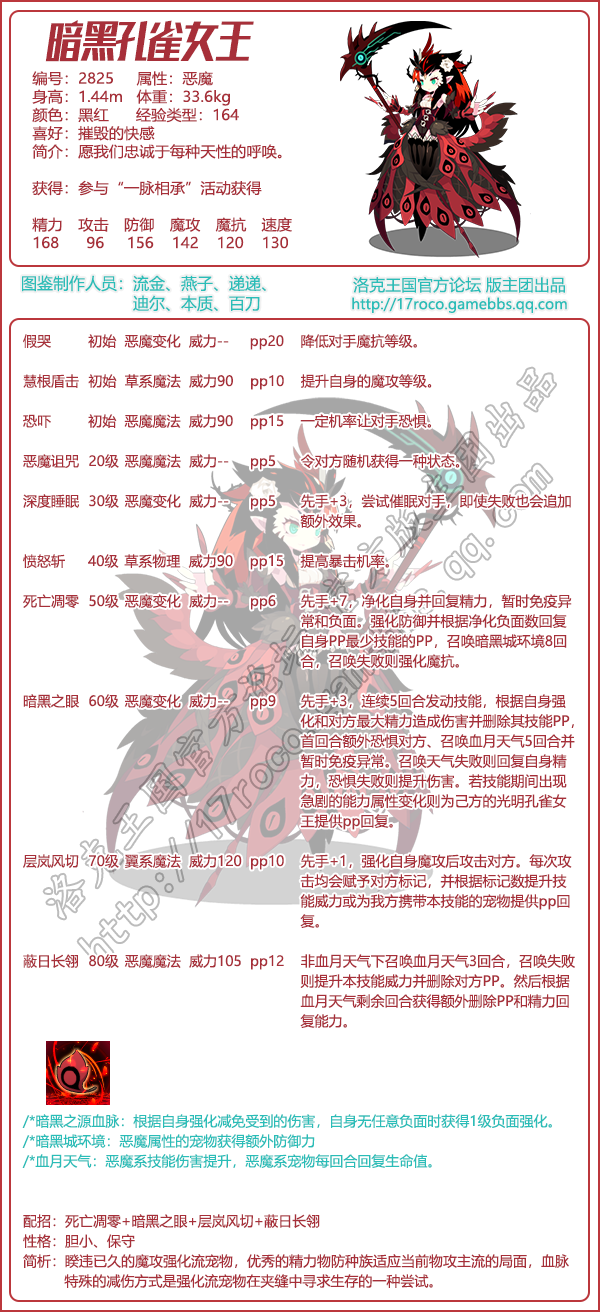 暗黑孔雀女王
编号：2825 属性：恶魔
身高：1.44m 体重：33.6kg
颜色：黑红 经验类型：164
喜好：摧毁的快感
简介：愿我们忠诚于每种天性的呼唤。
获得：参与“一脉相承”活动获得
精力 攻击 防御 魔攻 魔抗 速度
168 96 156 142 120 130
图鉴制作人员：流金、燕子、递递、
迪尔、本质、百刀
洛克王国官方论坛 版主团出品
http://17roco.gamebbs.qq.com
假哭 初始 恶魔变化 威力-- pp20 降低对手魔抗等级。
慧根盾击 初始 草系魔法 威力90 pp10 提升自身的魔攻等级。
恐吓 初始 恶魔魔法 威力90 pp15 一定机率让对手恐惧。
恶魔诅咒 20级 恶魔魔法 威力-- pp5 令对方随机获得一种状态。
深度睡眠 30级 恶魔变化 威力-- pp5 先手+3，尝试催眠对手，即使失败也会追加
额外效果。
愤怒斩 40级 草系物理 威力90 pp15 提高暴击机率。
死亡凋零 50级 恶魔变化 威力-- pp6 先手+7，净化自身并回复精力，暂时免疫异
常和负面。强化防御并根据净化负面数回复
自身PP最少技能的PP，召唤暗黑城环境8回
合，召唤失败则强化魔抗。
暗黑之眼 60级 恶魔变化 威力-- pp9 先手+3，连续5回合发动技能，根据自身强
化和对方最大精力造成伤害并删除其技能PP，
首回合额外恐惧对方、召唤血月天气5回合并
暂时免疫异常。召唤天气失败则回复自身精
力，恐惧失败则提升伤害。若技能期间出现
急剧的能力属性变化则为己方的光明孔雀女
王提供pp回复。
层岚风切 70级 翼系魔法 威力120 pp10 先手+1，强化自身魔攻后攻击对方。每次攻
击均会赋予对方标记，并根据标记数提升技
能威力或为我方携带本技能的宠物提供pp回
复。
蔽日长翎 80级 恶魔魔法 威力105 pp12 非血月天气下召唤血月天气3回合，召唤失败
则提升本技能威力并删除对方PP。然后根据
血月天气剩余回合获得额外删除PP和精力回
复能力。
洛克王国官方论坛 官方版主团出品
http://17roco.gamebbs.qq.com
/*暗黑之源血脉：根据自身强化减免受到的伤害，自身无任意负面时获得1级负面强化。
/*暗黑城环境：恶魔属性的宠物获得额外防御力
/*血月天气：恶魔系技能伤害提升，恶魔系宠物每回合回复生命值。
配招：死亡凋零+暗黑之眼+层岚风切+蔽日长翎
性格：胆小、保守
简析：睽违已久的魔攻强化流宠物，优秀的精力物防种族适应当前物攻主流的局面，血脉
特殊的减伤方式是强化流宠物在夹缝中寻求生存的一种尝试。